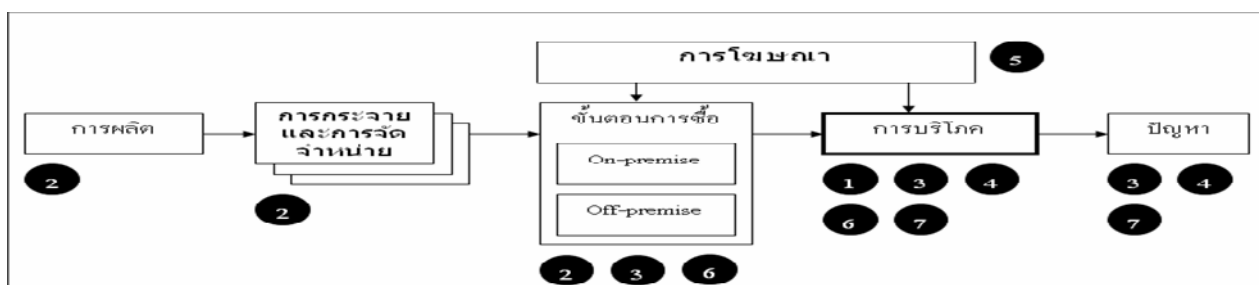 การโฆษณา
5
การผลิต
2
การกระจาย
และการจัด
จำหน่าย
2
ขั้นตอนการซื้อ
On-premise
Off-premise
2 3 6
การบริโภค
1 3 4
6 7
ปัญหา
3 4
7